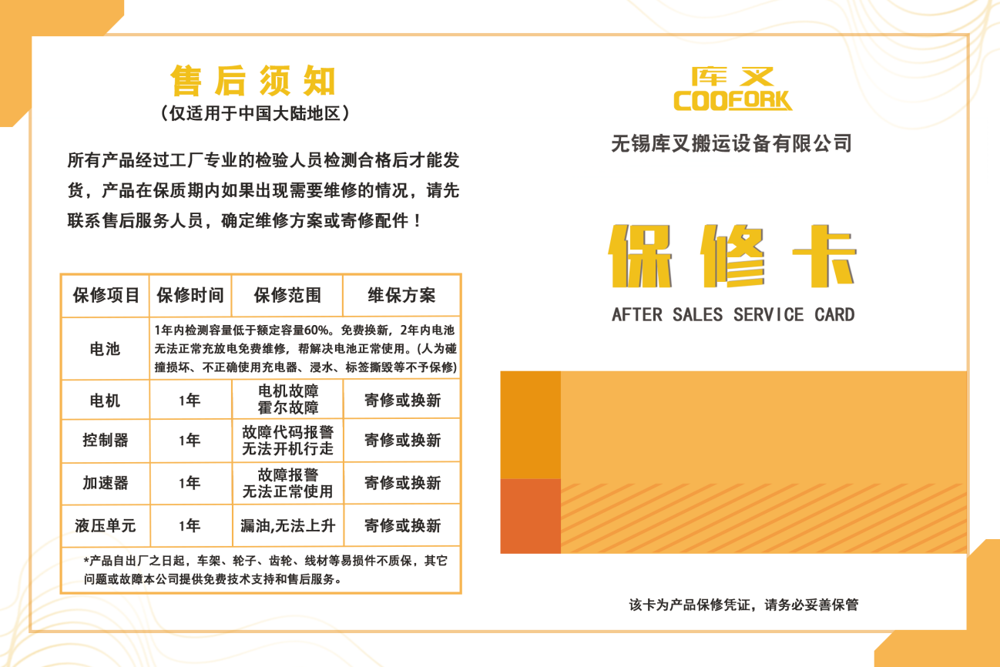 售后须知
（仅适用于中国大陆地区）
所有产品经过工厂专业的检验人员检测合格后才能发
货，产品在保质期内如果出现需要维修的情况，请先
联系售后服务人员，确定维修方案或寄修配件！
保修项目 保修时间 保修范围 维保方案
电池
1年内检测容量低于额定容量60%。免费换新，2年内电池
无法正常充放电免费维修，帮解决电池正常使用。(人为碰
撞损坏、不正确使用充电器、浸水、标签撕毁等不予保修)
电机 1年 电机故障 寄修或换新
霍尔故障
控制器 1年 故障代码报警 寄修或换新
无法开机行走
加速器 1年 故障报警 寄修或换新
无法正常使用
液压单元 1年 漏油,无法上升 寄修或换新
*产品自出厂之日起，车架、轮子、齿轮、线材等易损件不质保，其它
问题或故障本公司提供免费技术支持和售后服务。
库叉
COOFORK
无锡库叉搬运设备有限公司
保修卡
AFTER SALES SERVICE CARD
该卡为产品保修凭证，请务必妥善保管